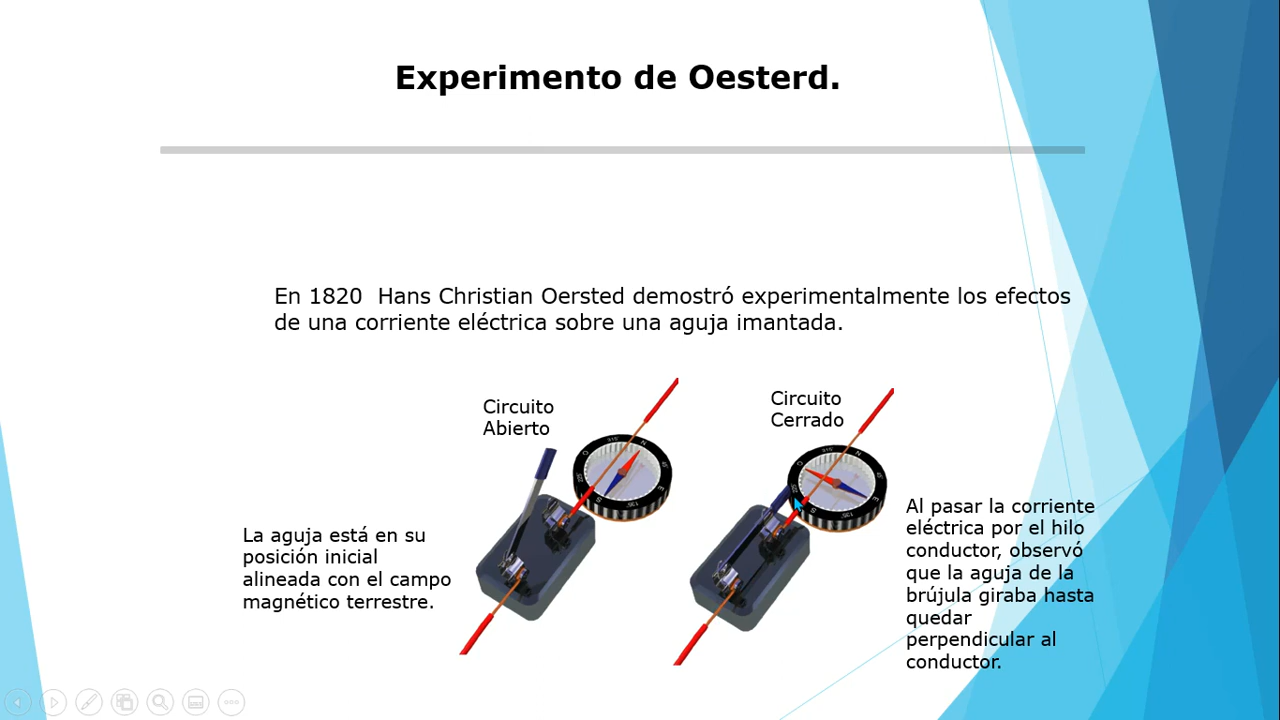 Experimento de Oesterd.
En 1820  Hans Christian Oersted demostró experimentalmente los efectos
de una corriente eléctrica sobre una aguja imantada.
Circuito
Abierto
Circuito
Cerrado
La aguja está en su
posición inicial
alineada con el campo
magnético terrestre.
Al pasar la corriente
eléctrica por el hilo
conductor, observó
que la aguja de la
brújula giraba hasta
quedar
perpendicular al
conductor.